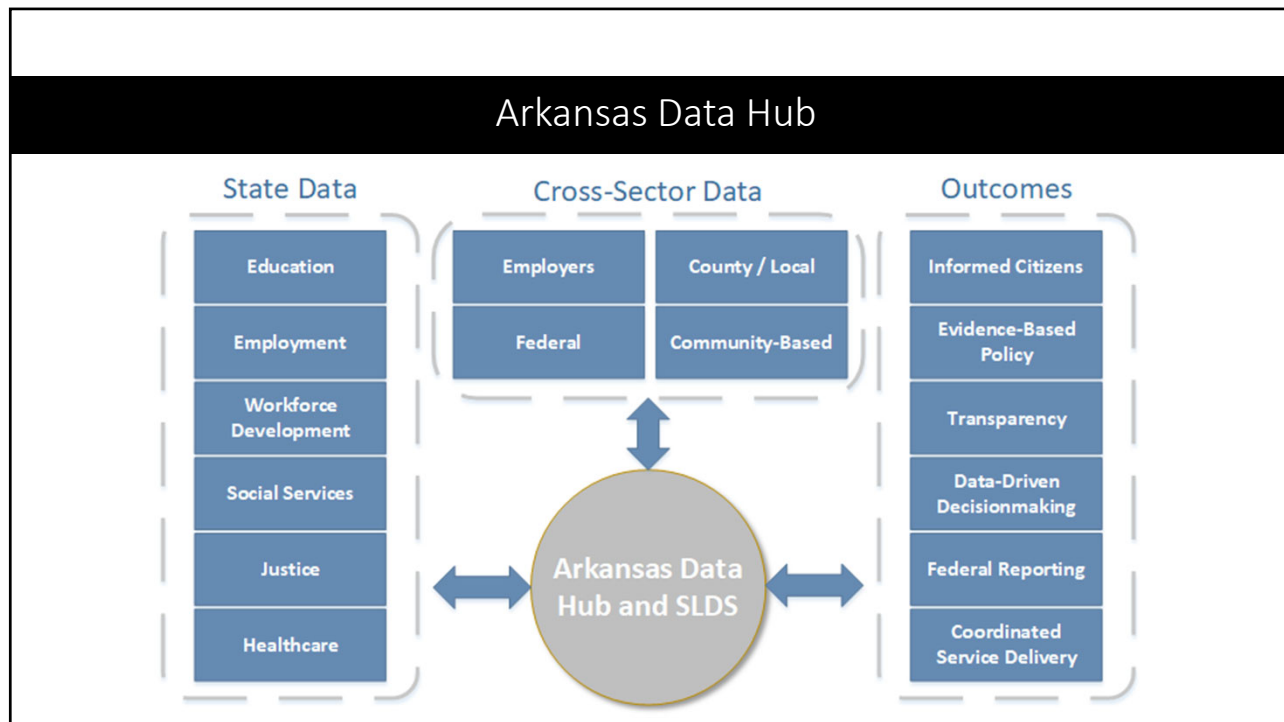 Arkansas Data Hub
State Data
Education
Employment
Workforce
Development
Social Services
Justice
Healthcare
Cross-Sector Data
Employers
County / Local
Federal
Community-Based
Arkansas Data
Hub and SLDS
Outcomes
Informed Citizens
Evidence-Based
Policy
Transparency
Data-Driven
Decisionmaking
Federal Reporting
Coordinated
Service Delivery